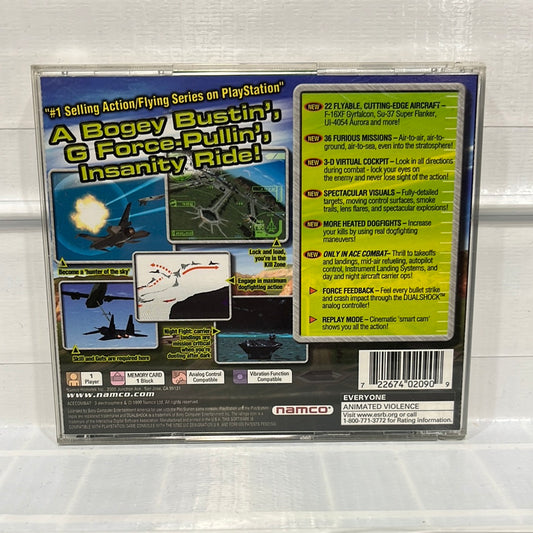 "#1 Selling Action/Flying Series on PlayStation"
A Bogey Bustin',
G Force-Pullin',
Insanity Ride!
Lock and load,
you're in the
Kill Zone
Become a 'hunter of the sky'
Engage in maximum
dogfighting action
Skill and Guts are required here
Night Fight: carrier
landings are
mission critical
when you're
dueling after dark
NEW 22 FLYABLE, CUTTING-EDGE AIRCRAFT –
F-16XF Gyrfalcon, Su-37 Super Flanker,
UI-4054 Aurora and more!
NEW 36 FURIOUS MISSIONS – Air-to-air, air-to-
ground, air-to-sea, even into the stratosphere!
NEW 3-D VIRTUAL COCKPIT – Look in all directions
during combat - lock your eyes on
the enemy and never lose sight of the action!
NEW SPECTACULAR VISUALS – Fully-detailed
targets, moving control surfaces, smoke
trails, lens flares, and spectacular explosions!
NEW MORE HEATED DOGFIGHTS – Increase
your kills by using real dogfighting
maneuvers!
NEW ONLY IN ACE COMBAT – Thrill to takeoffs
and landings, mid-air refueling, autopilot
control, Instrument Landing Systems, and
day and night aircraft carrier ops!
FORCE FEEDBACK – Feel every bullet strike
and crash impact through the DUALSHOCK™
analog controller!
REPLAY MODE – Cinematic 'smart cam'
shows you all the action!
1
Player
MEMORY CARD
1 Block
Analog Control
Compatible
Vibration Function
Compatible
www.namco.com
namco
7 22674 02090 9
EVERYONE
ANIMATED VIOLENCE
Visit www.esrb.org or call
1-800-771-3772 for Rating information.